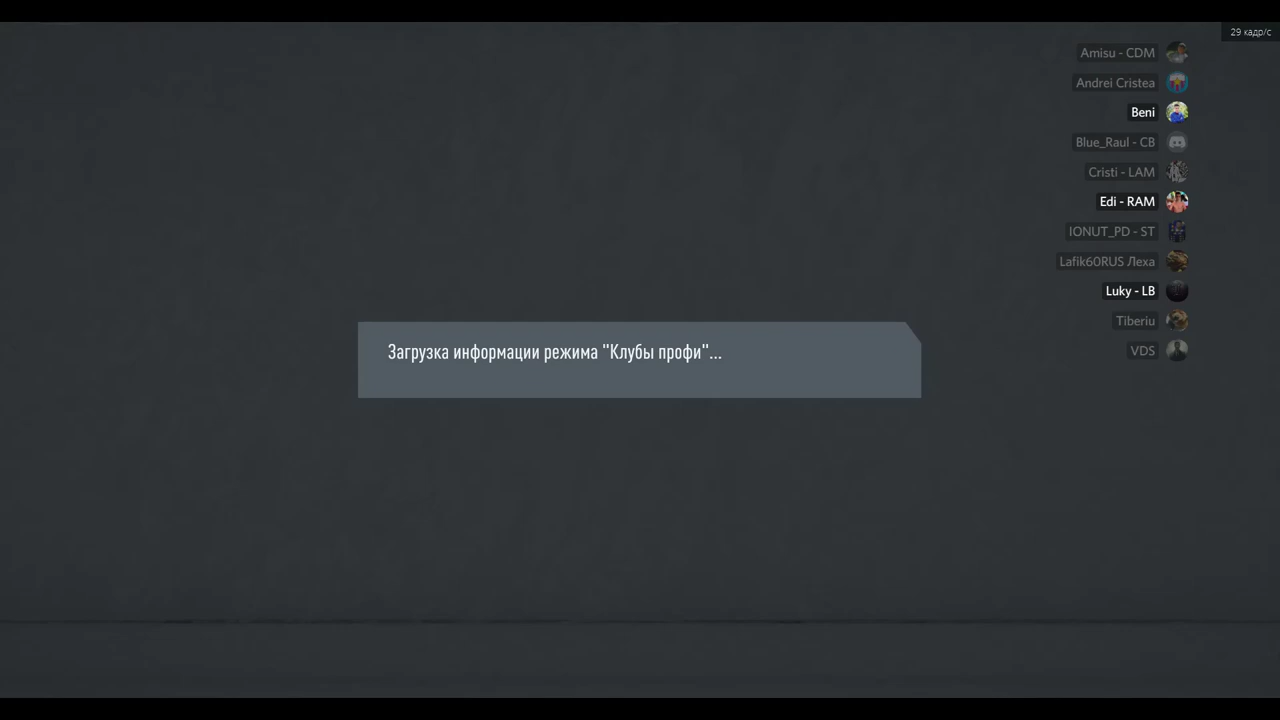 29 кадр/с
Amisu - CDM
Andrei Cristea
Beni
Blue_Raul - CB
Cristi - LAM
Edi - RAM
IONUT_PD - ST
Lafik60RUS Леха
Luky - LB
Tiberiu
VDS
Загрузка информации режима "Клубы профи"...